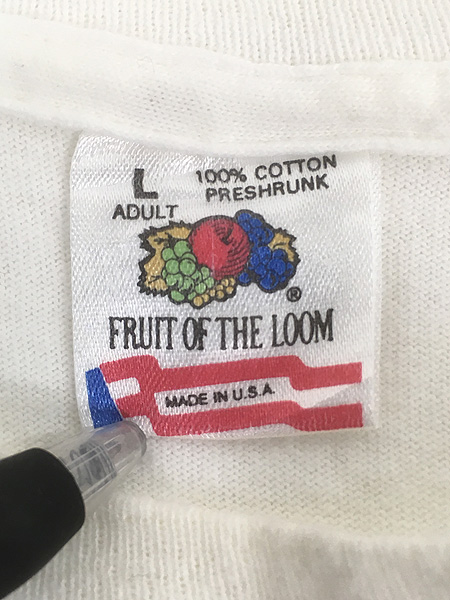 L
ADULT
100% COTTON
PRESHRUNK
®
FRUIT OF THE LOOM
MADE IN U.S.A.